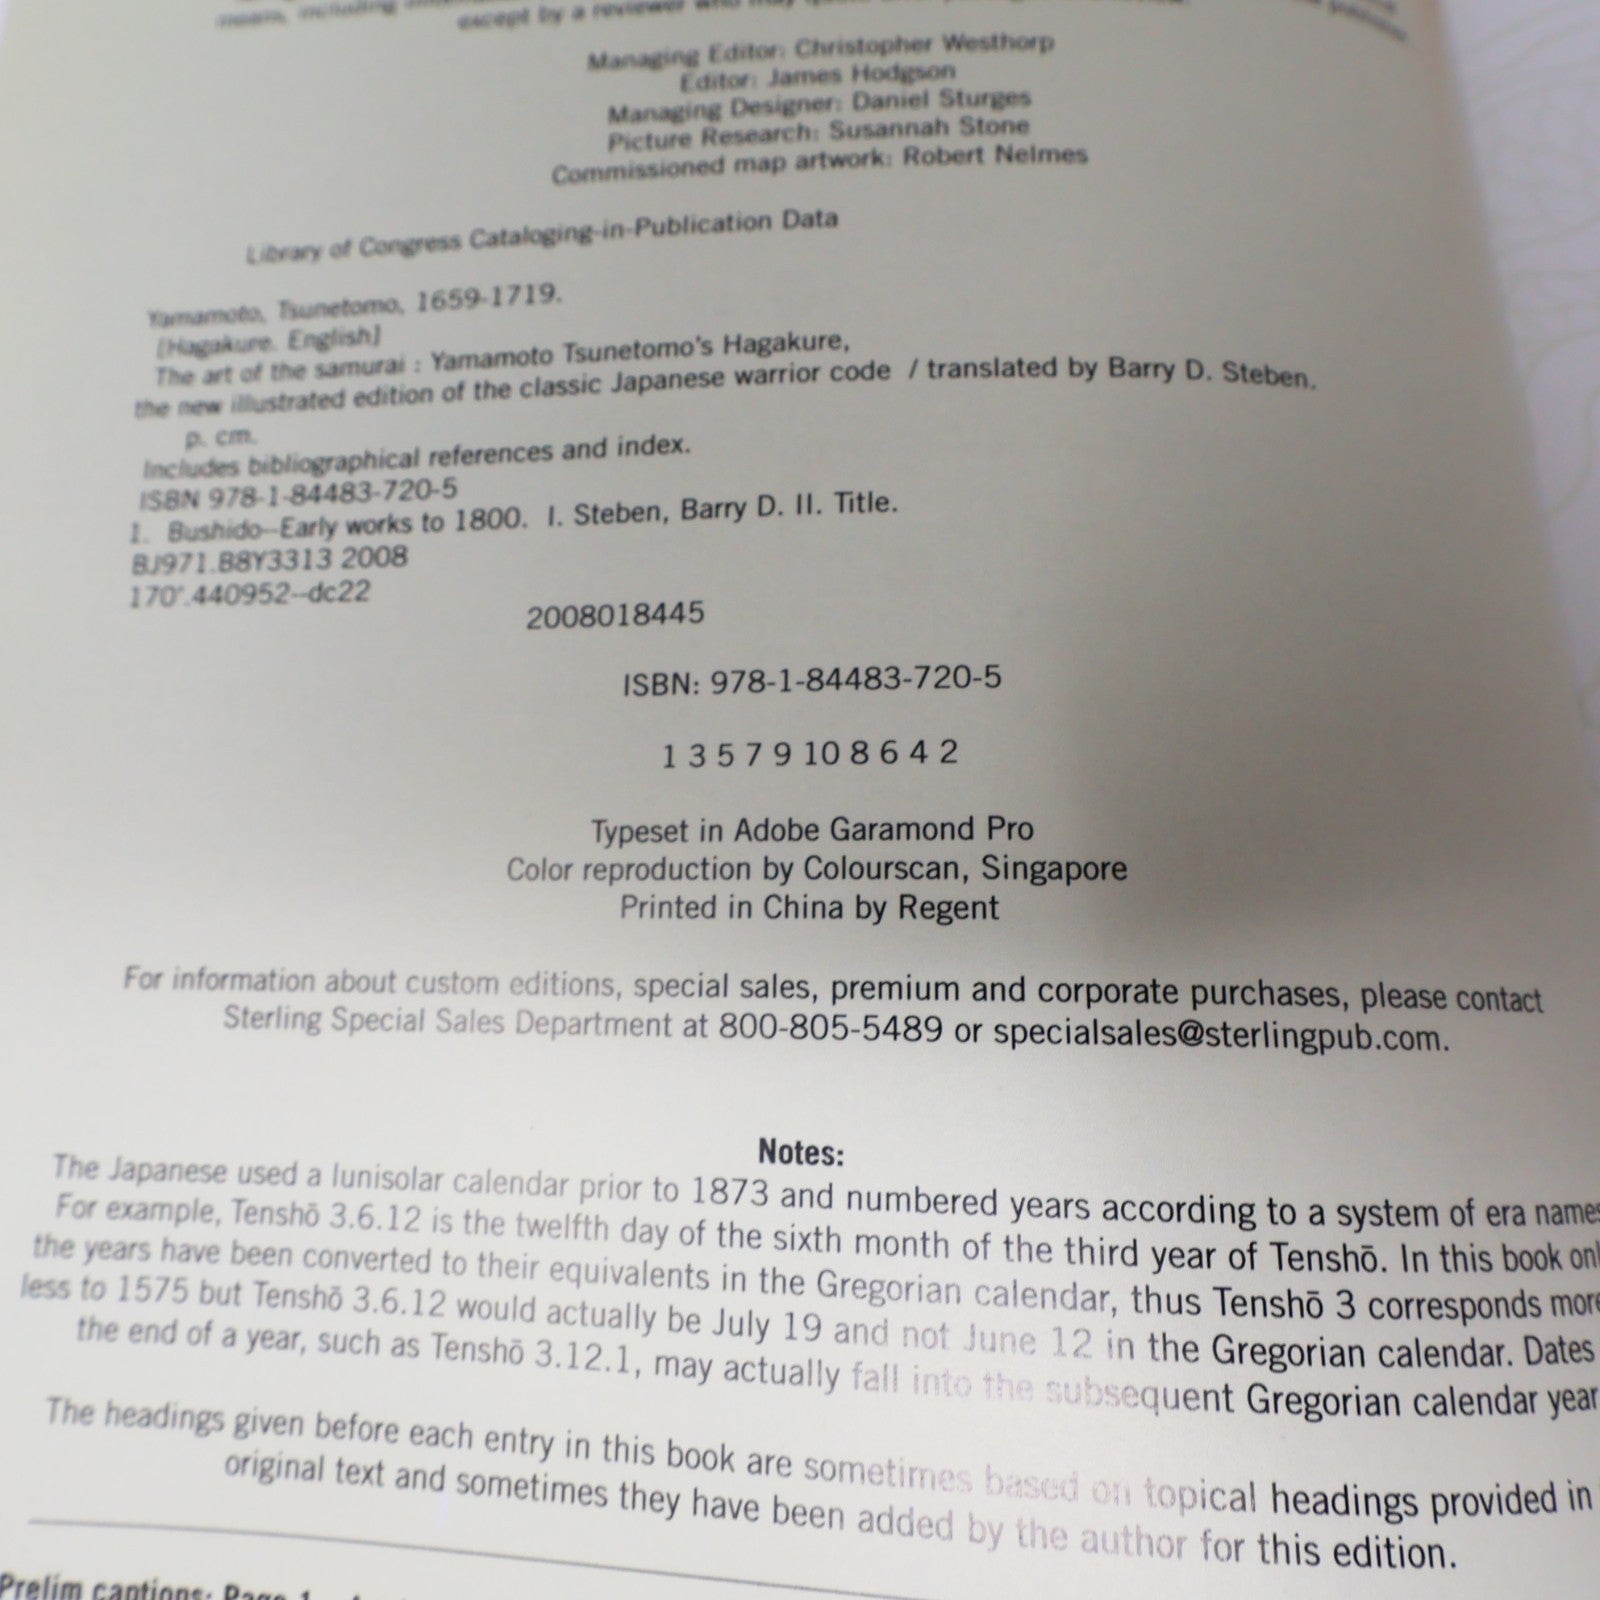 means, including
except by a reviewer who may
Managing Editor: Christopher Westhorp
Editor: James Hodgson
Managing Designer: Daniel Sturges
Picture Research: Susannah Stone
Commissioned map artwork: Robert Nelmes
Library of Congress Cataloging-in-Publication Data
Yamamoto, Tsunetomo, 1659-1719.
[Hagakure. English]
The art of the samurai : Yamamoto Tsunetomo's Hagakure,
the new illustrated edition of the classic Japanese warrior code / translated by Barry D. Steben.
p. cm.
Includes bibliographical references and index.
ISBN 978-1-84483-720-5
1. Bushido--Early works to 1800. I. Steben, Barry D. II. Title.
BJ971.B8Y3313 2008
170'.440952--dc22
2008018445
ISBN: 978-1-84483-720-5
1 3 5 7 9 10 8 6 4 2
Typeset in Adobe Garamond Pro
Color reproduction by Colourscan, Singapore
Printed in China by Regent
For information about custom editions, special sales, premium and corporate purchases, please contact
Sterling Special Sales Department at 800-805-5489 or specialsales@sterlingpub.com.
Notes:
The Japanese used a lunisolar calendar prior to 1873 and numbered years according to a system of era names
For example, Tenshō 3.6.12 is the twelfth day of the sixth month of the third year of Tenshō. In this book onl
the years have been converted to their equivalents in the Gregorian calendar, thus Tenshō 3 corresponds more
less to 1575 but Tenshō 3.6.12 would actually be July 19 and not June 12 in the Gregorian calendar. Dates
the end of a year, such as Tenshō 3.12.1, may actually fall into the subsequent Gregorian calendar year
The headings given before each entry in this book are sometimes based on topical headings provided in
original text and sometimes they have been added by the author for this edition.
Prelim captions: Page 1